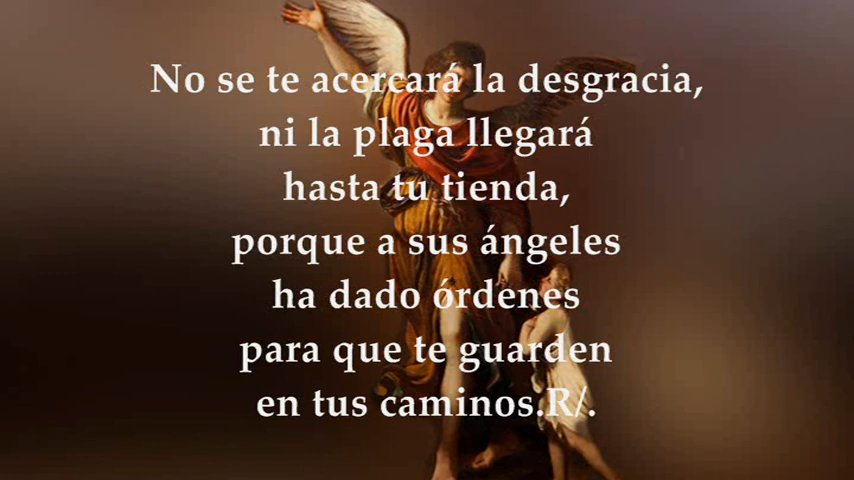 No se te acercará la desgracia,
ni la plaga llegará
hasta tu tienda,
porque a sus ángeles
ha dado órdenes
para que te guarden
en tus caminos.R/.